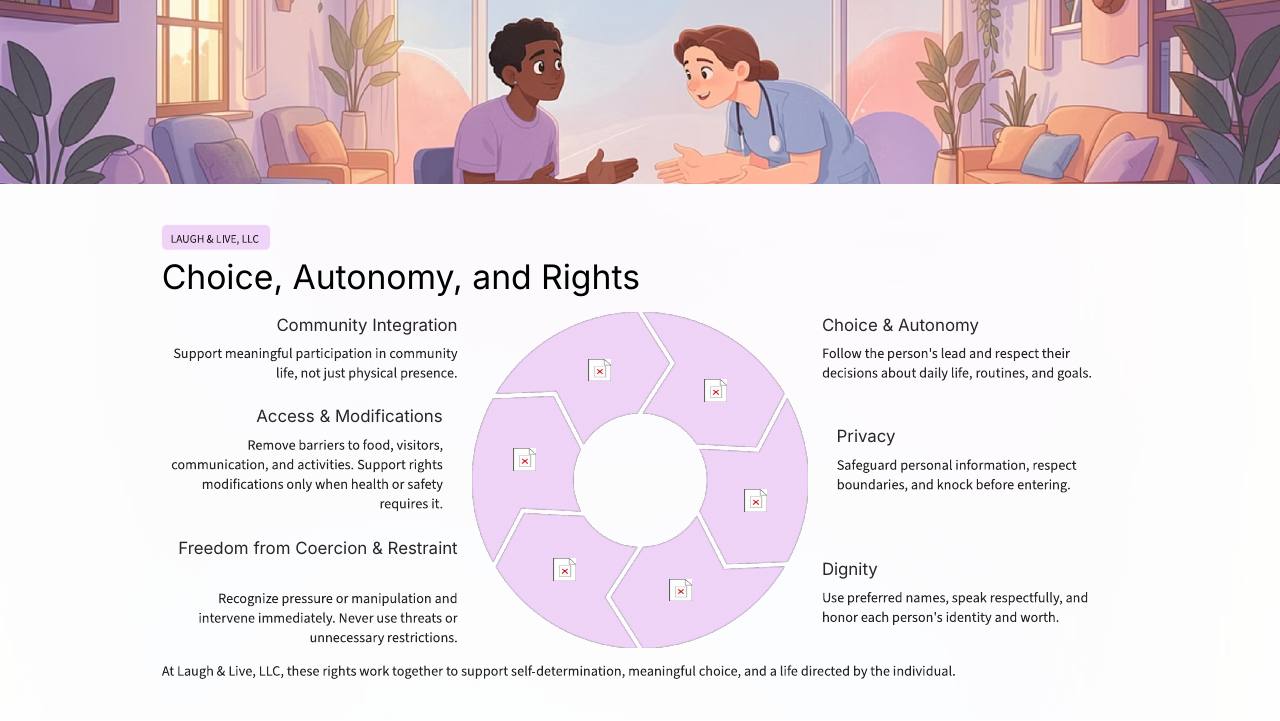 LAUGH & LIVE, LLC
Choice, Autonomy, and Rights
Community Integration
Support meaningful participation in community
life, not just physical presence.
Access & Modifications
Remove barriers to food, visitors,
communication, and activities. Support rights
modifications only when health or safety
requires it.
Freedom from Coercion & Restraint
Recognize pressure or manipulation and
intervene immediately. Never use threats or
unnecessary restrictions.
Choice & Autonomy
Follow the person's lead and respect their
decisions about daily life, routines, and goals.
Privacy
Safeguard personal information, respect
boundaries, and knock before entering.
Dignity
Use preferred names, speak respectfully, and
honor each person's identity and worth.
At Laugh & Live, LLC, these rights work together to support self-determination, meaningful choice, and a life directed by the individual.